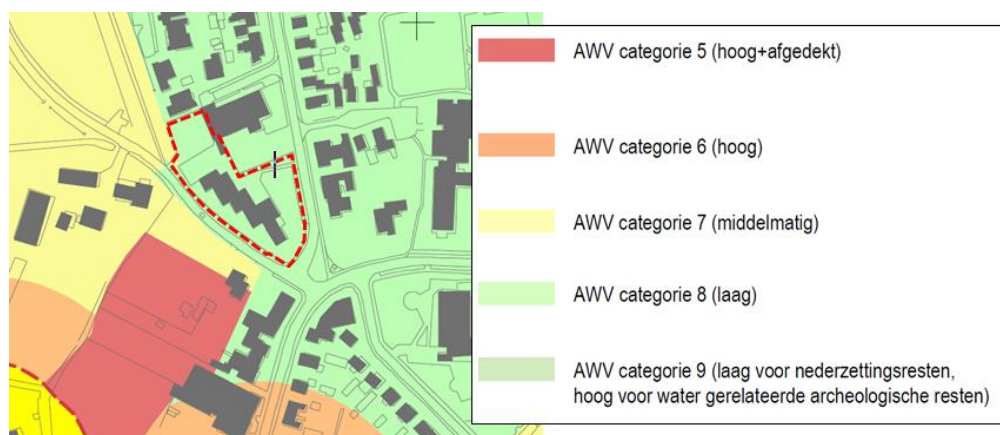 AWV categorie 5 (hoog+afgedekt)
AWV categorie 6 (hoog)
AWV categorie 7 (middelmatig)
AWV categorie 8 (laag)
AWV categorie 9 (laag voor nederzettingsresten,
hoog voor water gerelateerde archeologische resten)